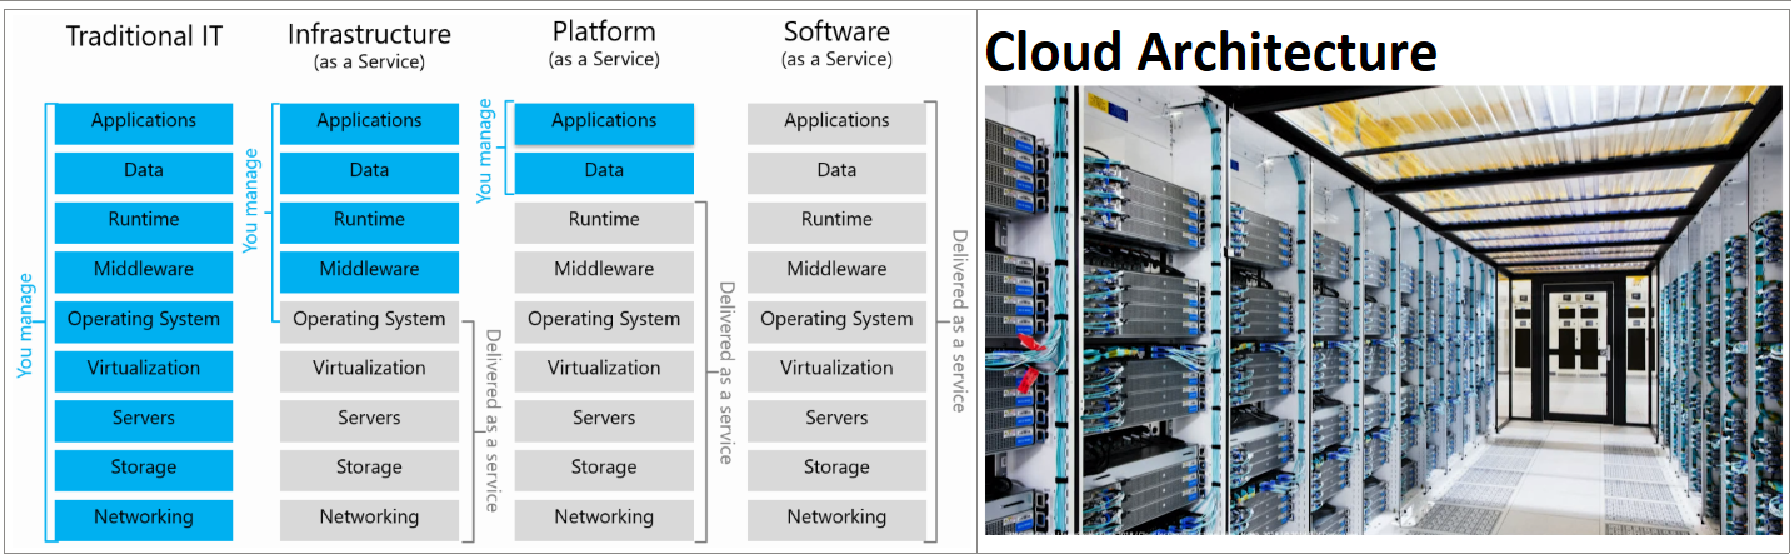 Traditional IT
Infrastructure
(as a Service)
Platform
(as a Service)
Software
(as a Service)
Cloud Architecture
You manage
Applications
Data
Runtime
Middleware
Operating System
Virtualization
Servers
Storage
Networking
You manage
Applications
Data
Runtime
Middleware
Operating System
Virtualization
Servers
Storage
Networking
Delivered as a service
You manage
Applications
Data
Runtime
Middleware
Operating System
Virtualization
Servers
Storage
Networking
Delivered as a service
Applications
Data
Runtime
Middleware
Operating System
Virtualization
Servers
Storage
Networking
Delivered as a service